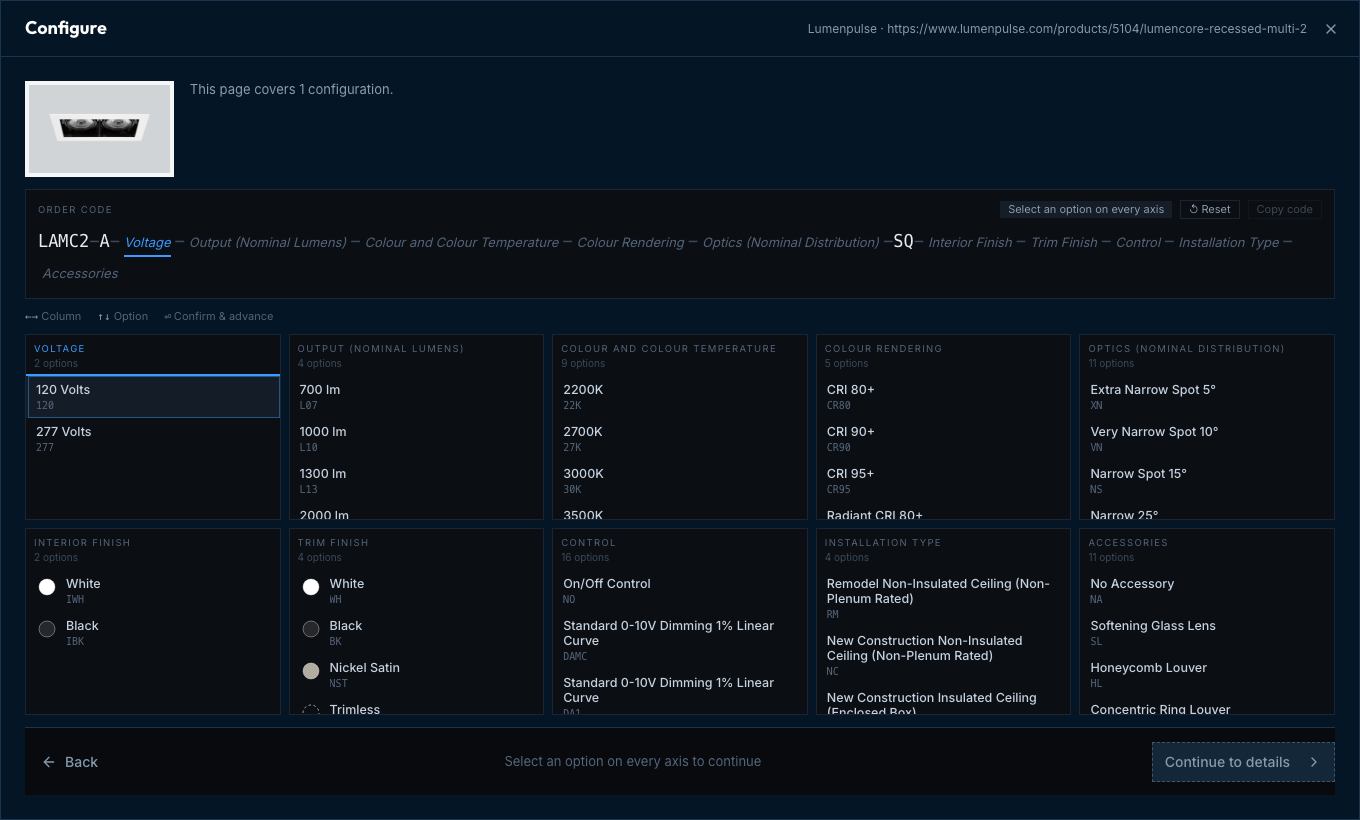 Configure
Lumenpulse · https://www.lumenpulse.com/products/5104/lumencore-recessed-multi-2
This page covers 1 configuration.
ORDER CODE
Select an option on every axis
Reset
Copy code
LAMC2 – A – Voltage – Output (Nominal Lumens) – Colour and Colour Temperature – Colour Rendering – Optics (Nominal Distribution) – SQ – Interior Finish – Trim Finish – Control – Installation Type –
Accessories
←→ Column ↑↓ Option ⏎ Confirm & advance
VOLTAGE
2 options
120 Volts
120
277 Volts
277
OUTPUT (NOMINAL LUMENS)
4 options
700 lm
L07
1000 lm
L10
1300 lm
L13
2000 lm
COLOUR AND COLOUR TEMPERATURE
9 options
2200K
22K
2700K
27K
3000K
30K
3500K
COLOUR RENDERING
5 options
CRI 80+
CR80
CRI 90+
CR90
CRI 95+
CR95
Radiant CRI 80+
OPTICS (NOMINAL DISTRIBUTION)
11 options
Extra Narrow Spot 5°
XN
Very Narrow Spot 10°
VN
Narrow Spot 15°
NS
Narrow 25°
INTERIOR FINISH
2 options
White
IWH
Black
IBK
TRIM FINISH
4 options
White
WH
Black
BK
Nickel Satin
NST
Trimless
CONTROL
16 options
On/Off Control
NO
Standard 0-10V Dimming 1% Linear
Curve
DAMC
Standard 0-10V Dimming 1% Linear
Curve
DA1
INSTALLATION TYPE
4 options
Remodel Non-Insulated Ceiling (Non-
Plenum Rated)
RM
New Construction Non-Insulated
Ceiling (Non-Plenum Rated)
NC
New Construction Insulated Ceiling
(Enclosed Box)
ACCESSORIES
11 options
No Accessory
NA
Softening Glass Lens
SL
Honeycomb Louver
HL
Concentric Ring Louver
Back
Select an option on every axis to continue
Continue to details